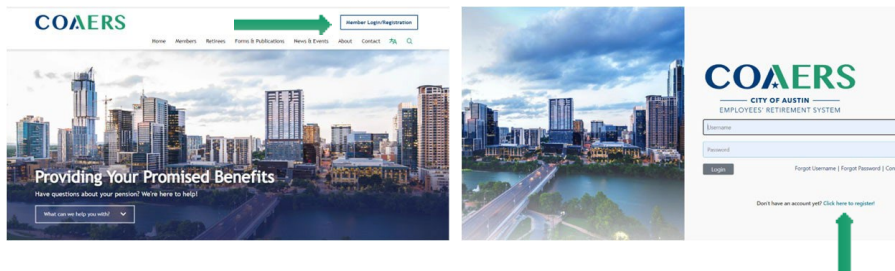 COAERS
Member Login/Registration
Home Members Retirees Forms & Publications News & Events About Contact
Providing Your Promised Benefits
Have questions about your pension? We're here to help!
What can we help you with?
COAERS
CITY OF AUSTIN
EMPLOYEES' RETIREMENT SYSTEM
Username
Password
Login
Forgot Username | Forgot Password | Con
Don't have an account yet? Click here to register!